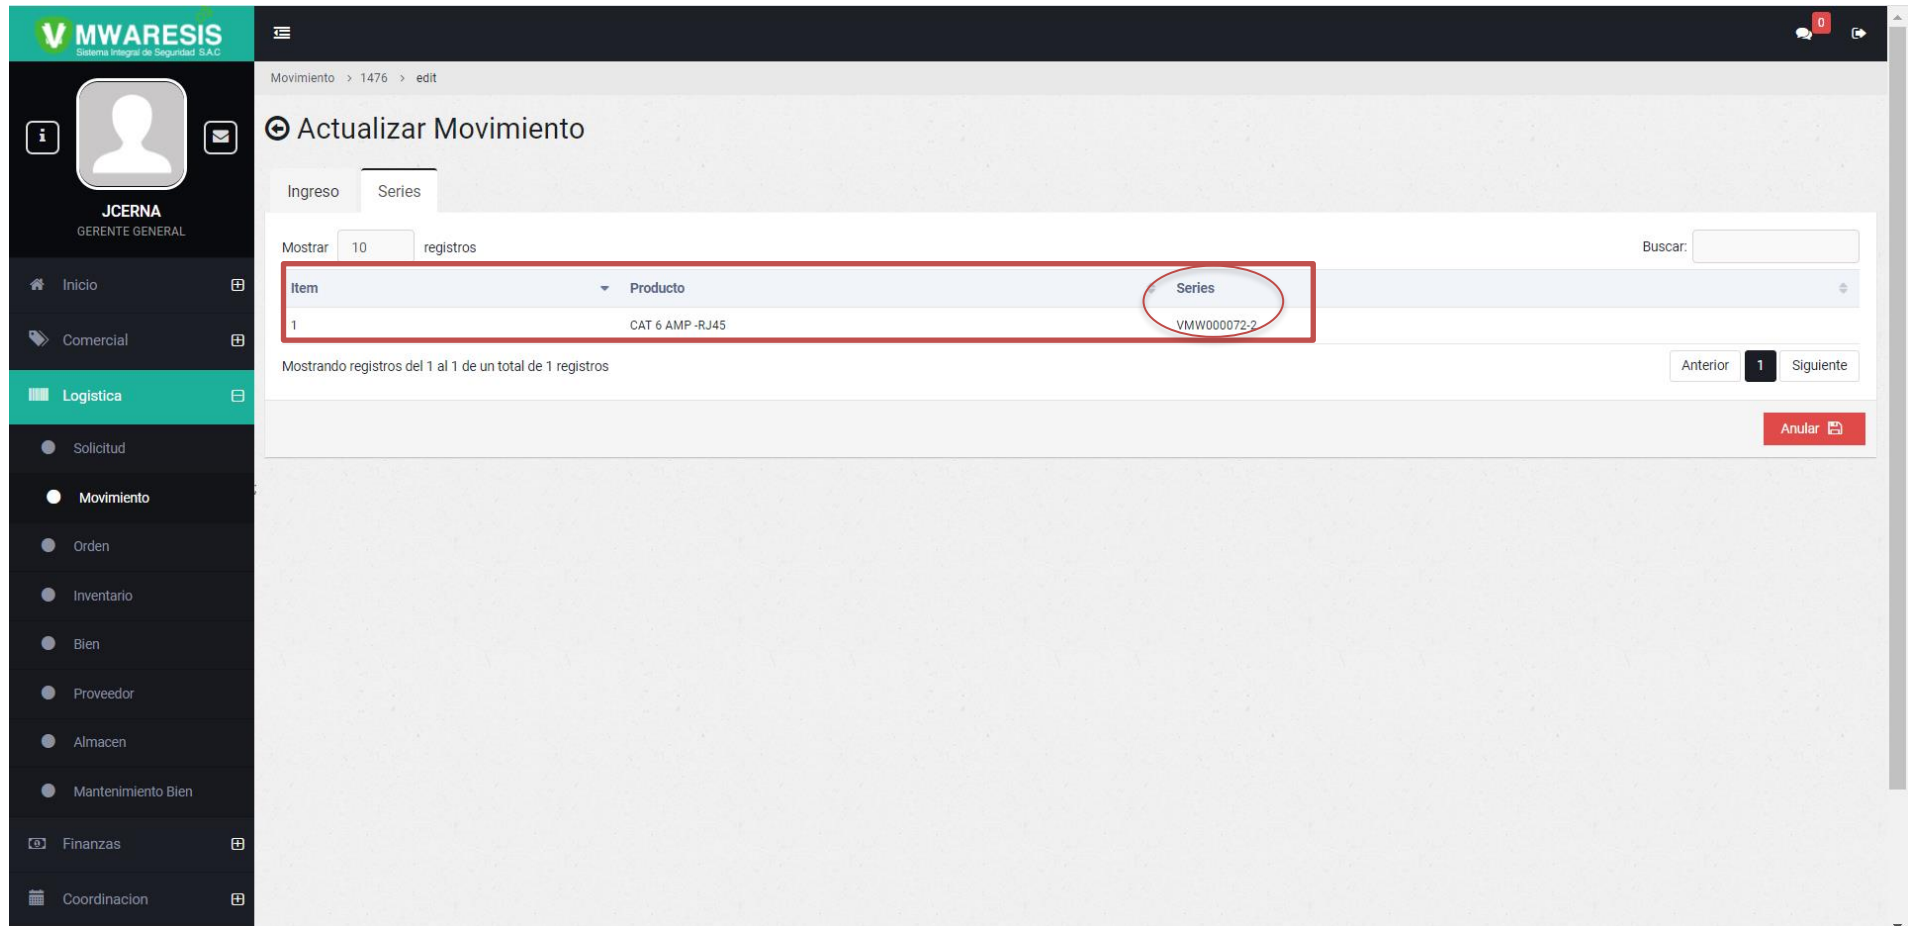 VMWARESIS
Sistema Integral de Seguridad S.A.C
0
Movimiento > 1476 > edit
Actualizar Movimiento
i
JCERNA
GERENTE GENERAL
Ingreso Series
Mostrar 10 registros Buscar:
Item Producto Series
1 CAT 6 AMP -RJ45 VMW000072-2
Mostrando registros del 1 al 1 de un total de 1 registros
Anterior 1 Siguiente
Anular
Inicio
Comercial
Logistica
Solicitud
Movimiento
Orden
Inventario
Bien
Proveedor
Almacen
Mantenimiento Bien
Finanzas
Coordinacion